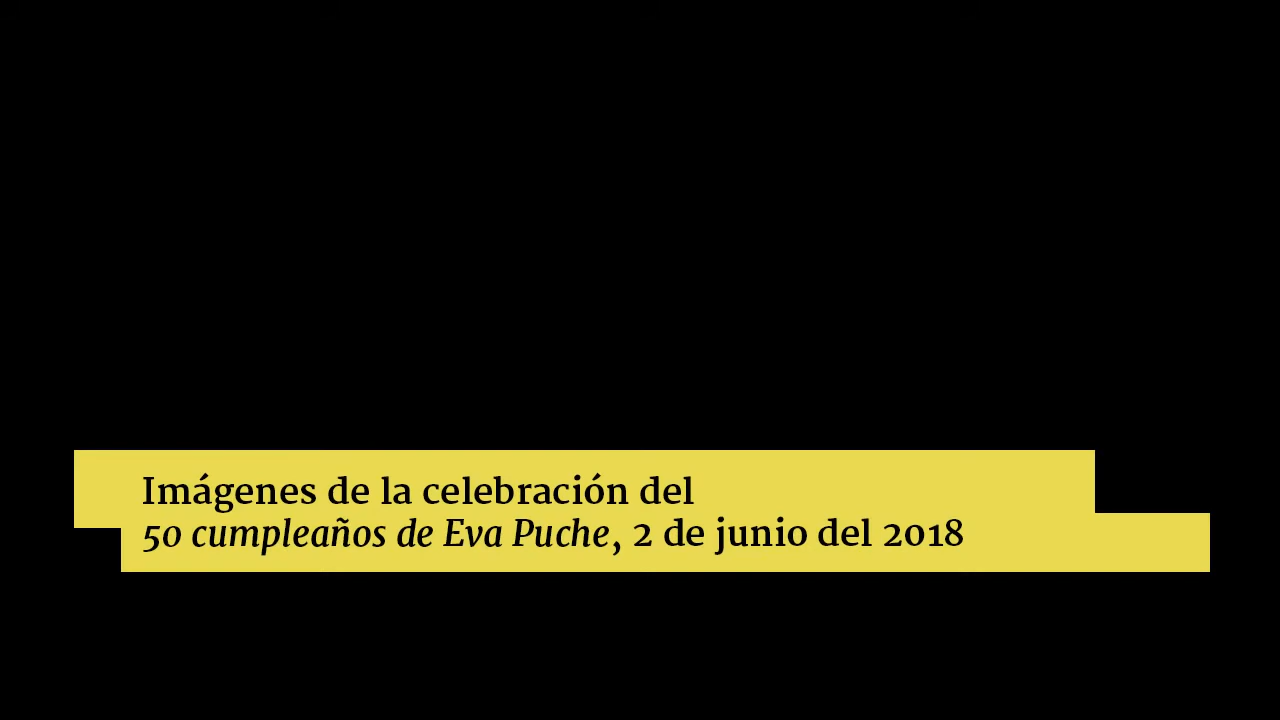 Imágenes de la celebración del
50 cumpleaños de Eva Puche, 2 de junio del 2018